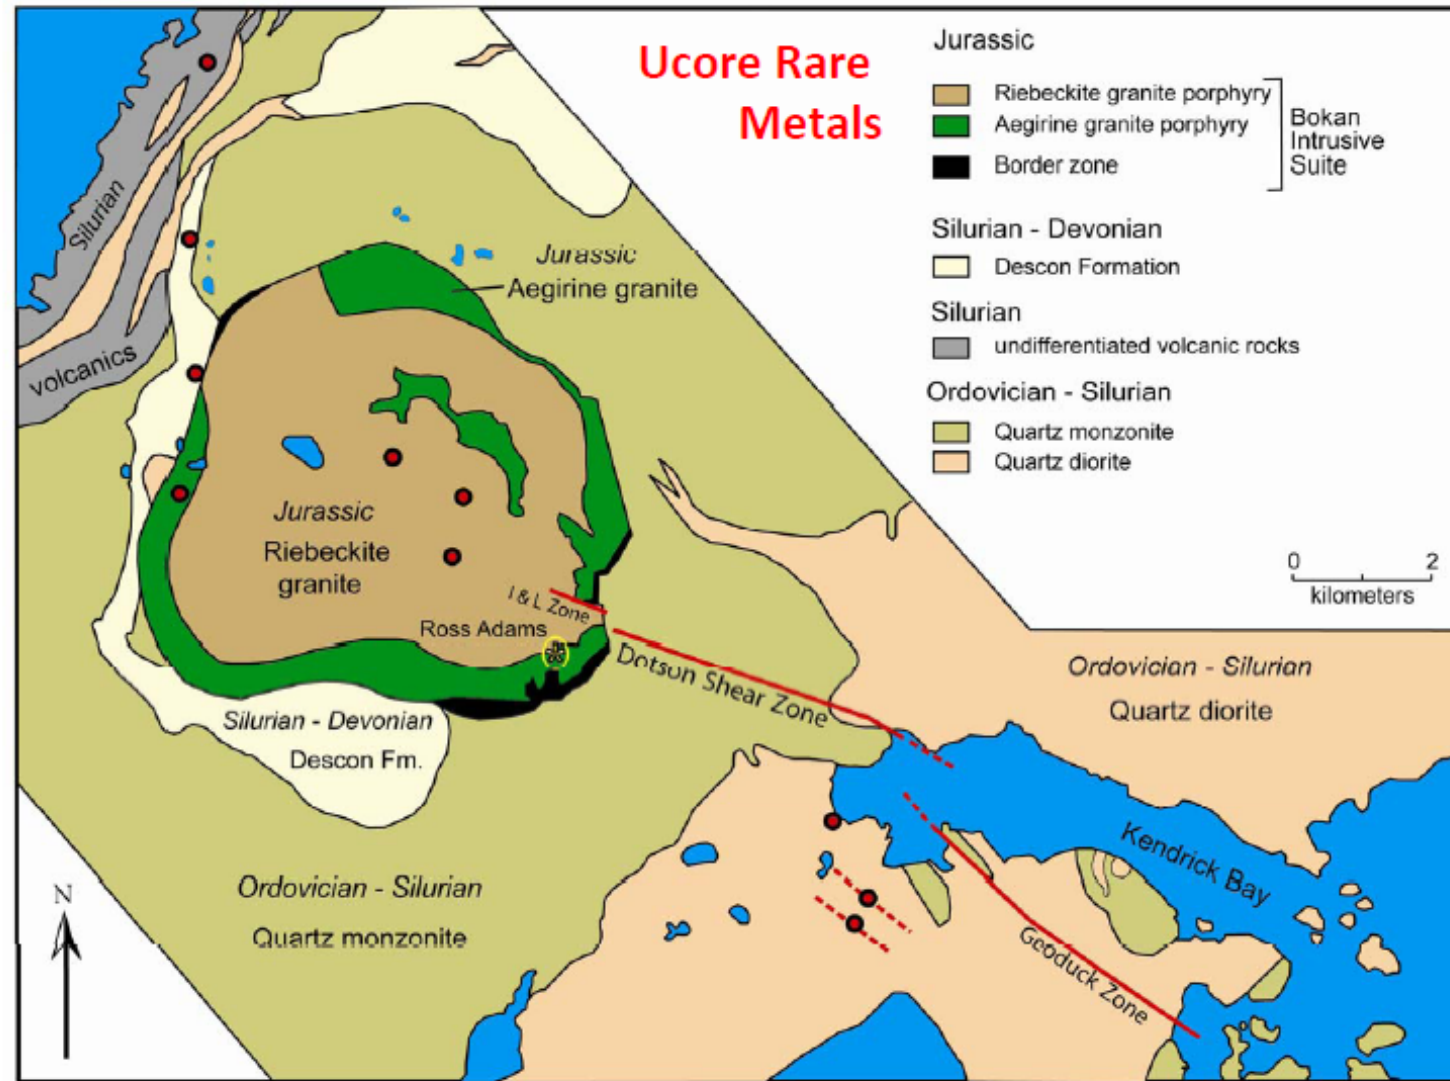 Ucore Rare
Metals
Jurassic
Riebeckite granite porphyry
Aegirine granite porphyry
Border zone
Bokan
Intrusive
Suite
Silurian - Devonian
Descon Formation
Silurian
undifferentiated volcanic rocks
Ordovician - Silurian
Quartz monzonite
Quartz diorite
0 2
kilometers
Silurian
volcanics
Jurassic
Aegirine granite
Jurassic
Riebeckite
granite
I & L Zone
Ross Adams
Dotsun Shear Zone
Ordovician - Silurian
Quartz diorite
Silurian - Devonian
Descon Fm.
Kendrick Bay
Geoduck Zone
Ordovician - Silurian
Quartz monzonite
N